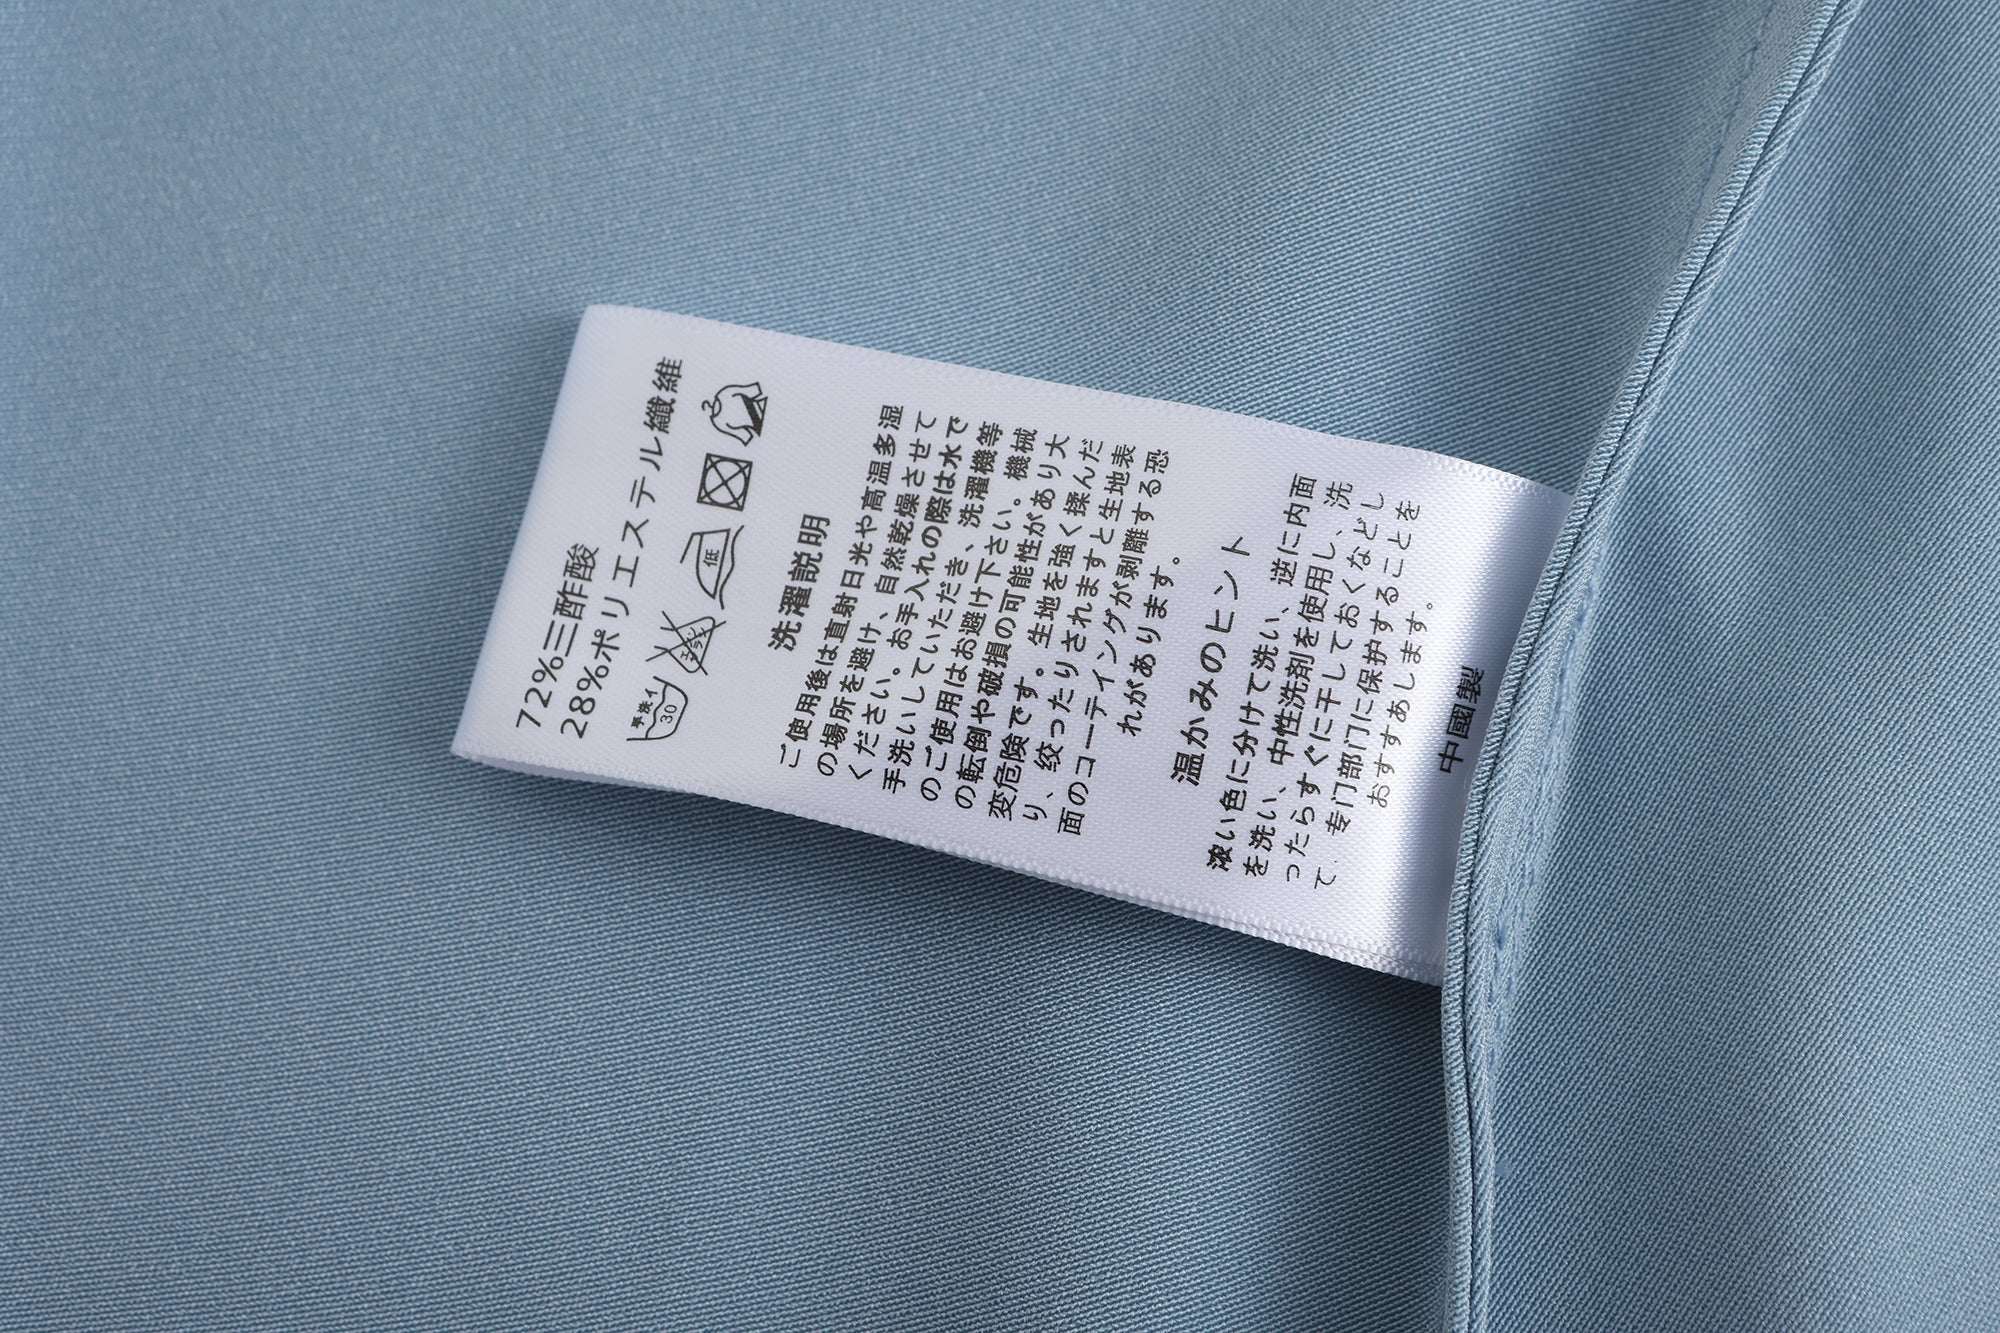 72%三酢酸
28%ポリエステル纖維
手洗イ
30
エンソ
低
洗濯説明
ご使用後は直射日光や高温多湿
の場所を避け、自然乾燥させて
ください。お手入れの際は水で
手洗いしていただき、洗濯機等
のご使用はお避け下さい。機械
の転倒や破損の可能性があり大
変危険です。生地を強く揉んだ
り、絞ったりされますと生地表
面のコーティングが剥離する恐
れがあります。
温かみのヒント
濃い色に分けて洗い、逆に内面
を洗い、中性洗剤を使用し、洗
ったらすぐに干しておくなどし
て、专门部门に保护することを
おすすめします。
中國製